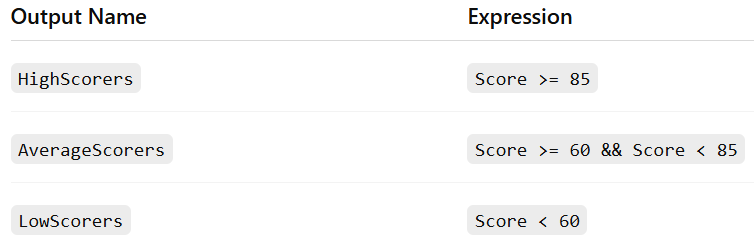 Output Name Expression
HighScorers Score >= 85
AverageScorers Score >= 60 && Score < 85
LowScorers Score < 60